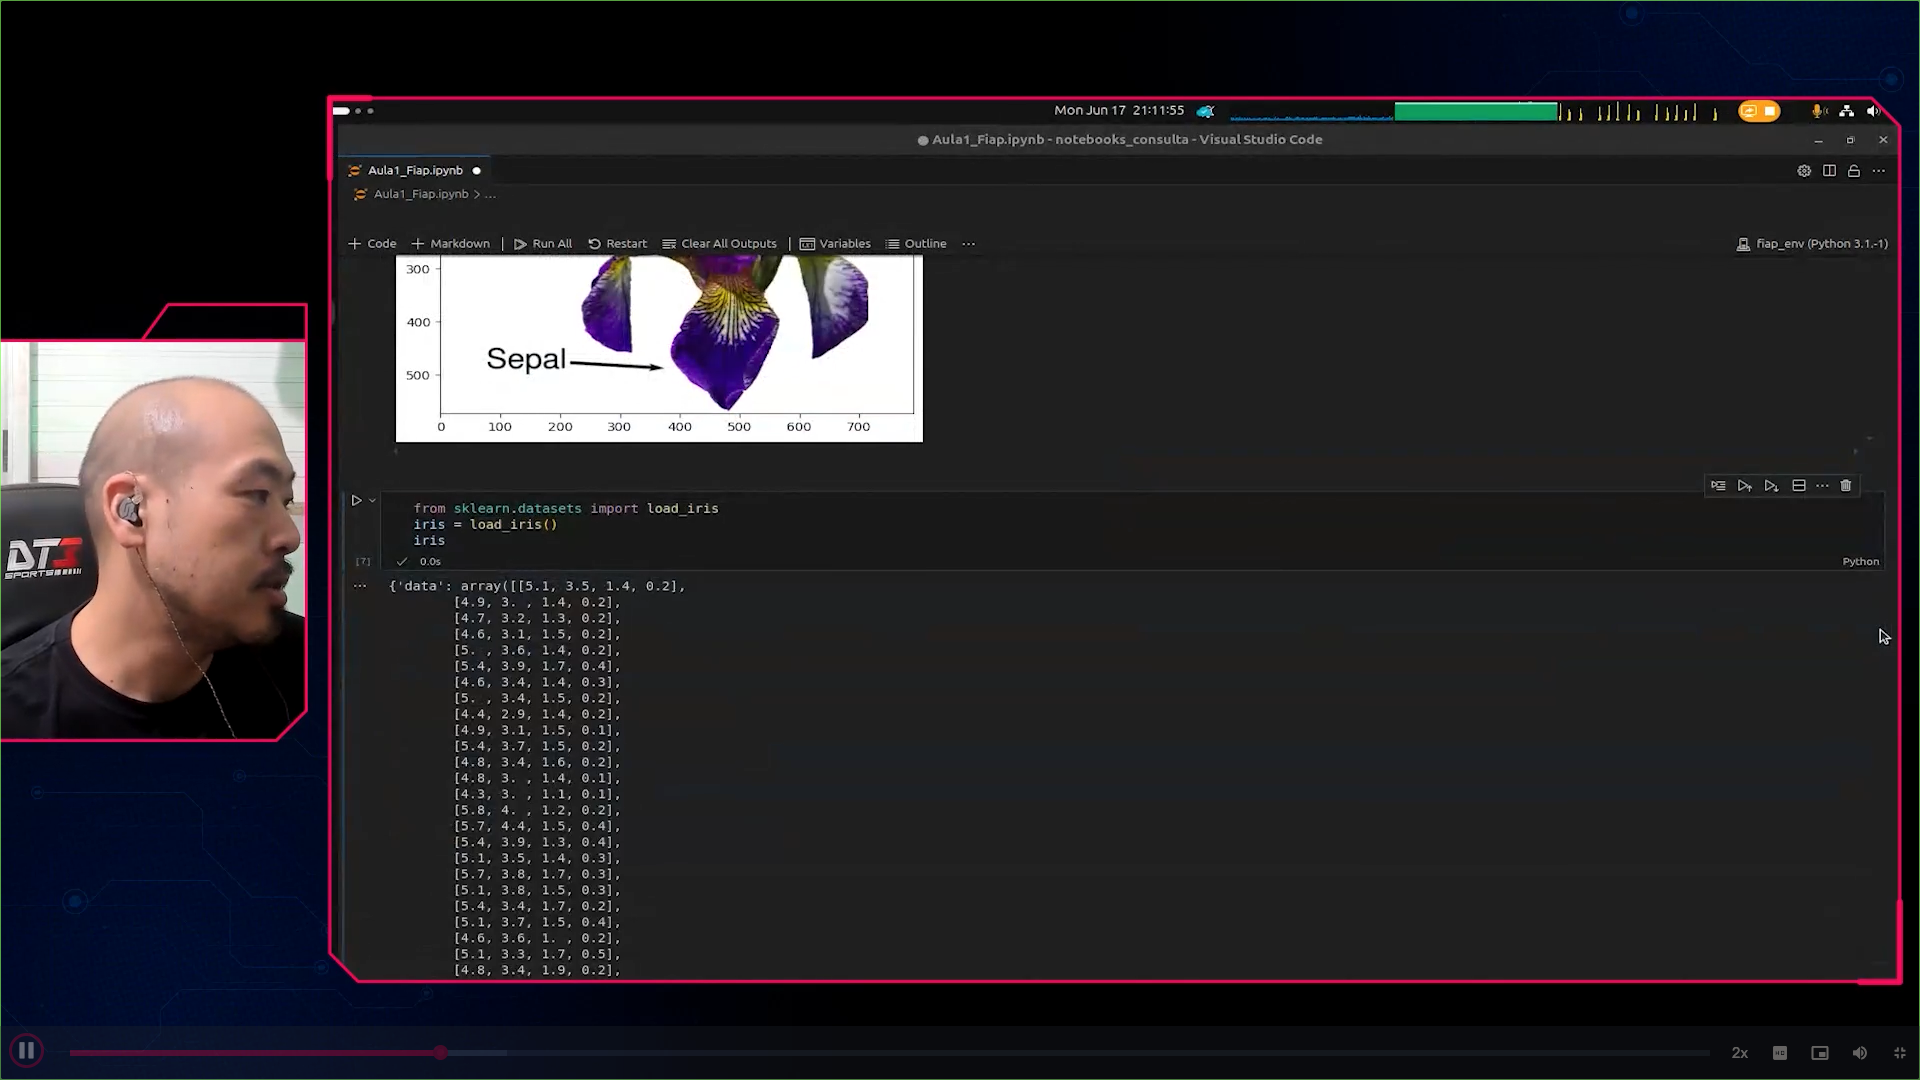 Mon Jun 17 21:11:55
Aula1_Fiap.ipynb - notebooks_consulta - Visual Studio Code
Aula1_Fiap.ipynb
Aula1_Fiap.ipynb > ...
+ Code + Markdown | Run All Restart Clear All Outputs | Variables Outline ...
fiap_env (Python 3.1.-1)
300
400
Sepal
500
0 100 200 300 400 500 600 700
from sklearn.datasets import load_iris
iris = load_iris()
iris
[7] 0.0s
Python
{'data': array([[5.1, 3.5, 1.4, 0.2],
[4.9, 3. , 1.4, 0.2],
[4.7, 3.2, 1.3, 0.2],
[4.6, 3.1, 1.5, 0.2],
[5. , 3.6, 1.4, 0.2],
[5.4, 3.9, 1.7, 0.4],
[4.6, 3.4, 1.4, 0.3],
[5. , 3.4, 1.5, 0.2],
[4.4, 2.9, 1.4, 0.2],
[4.9, 3.1, 1.5, 0.1],
[5.4, 3.7, 1.5, 0.2],
[4.8, 3.4, 1.6, 0.2],
[4.8, 3. , 1.4, 0.1],
[4.3, 3. , 1.1, 0.1],
[5.8, 4. , 1.2, 0.2],
[5.7, 4.4, 1.5, 0.4],
[5.4, 3.9, 1.3, 0.4],
[5.1, 3.5, 1.4, 0.3],
[5.7, 3.8, 1.7, 0.3],
[5.1, 3.8, 1.5, 0.3],
[5.4, 3.4, 1.7, 0.2],
[5.1, 3.7, 1.5, 0.4],
[4.6, 3.6, 1. , 0.2],
[5.1, 3.3, 1.7, 0.5],
[4.8, 3.4, 1.9, 0.2],
DT3
SPORTS
2x